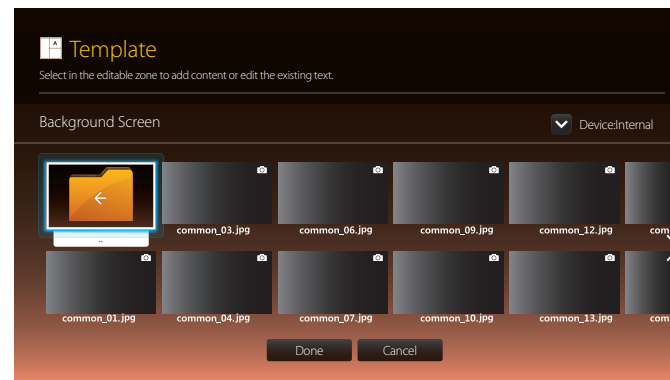 A
Template
Select in the editable zone to add content or edit the existing text.
Background Screen
Device:Internal
..
common_03.jpg
common_06.jpg
common_09.jpg
common_12.jpg
com
common_01.jpg
common_04.jpg
common_07.jpg
common_10.jpg
common_13.jpg
com
Done
Cancel